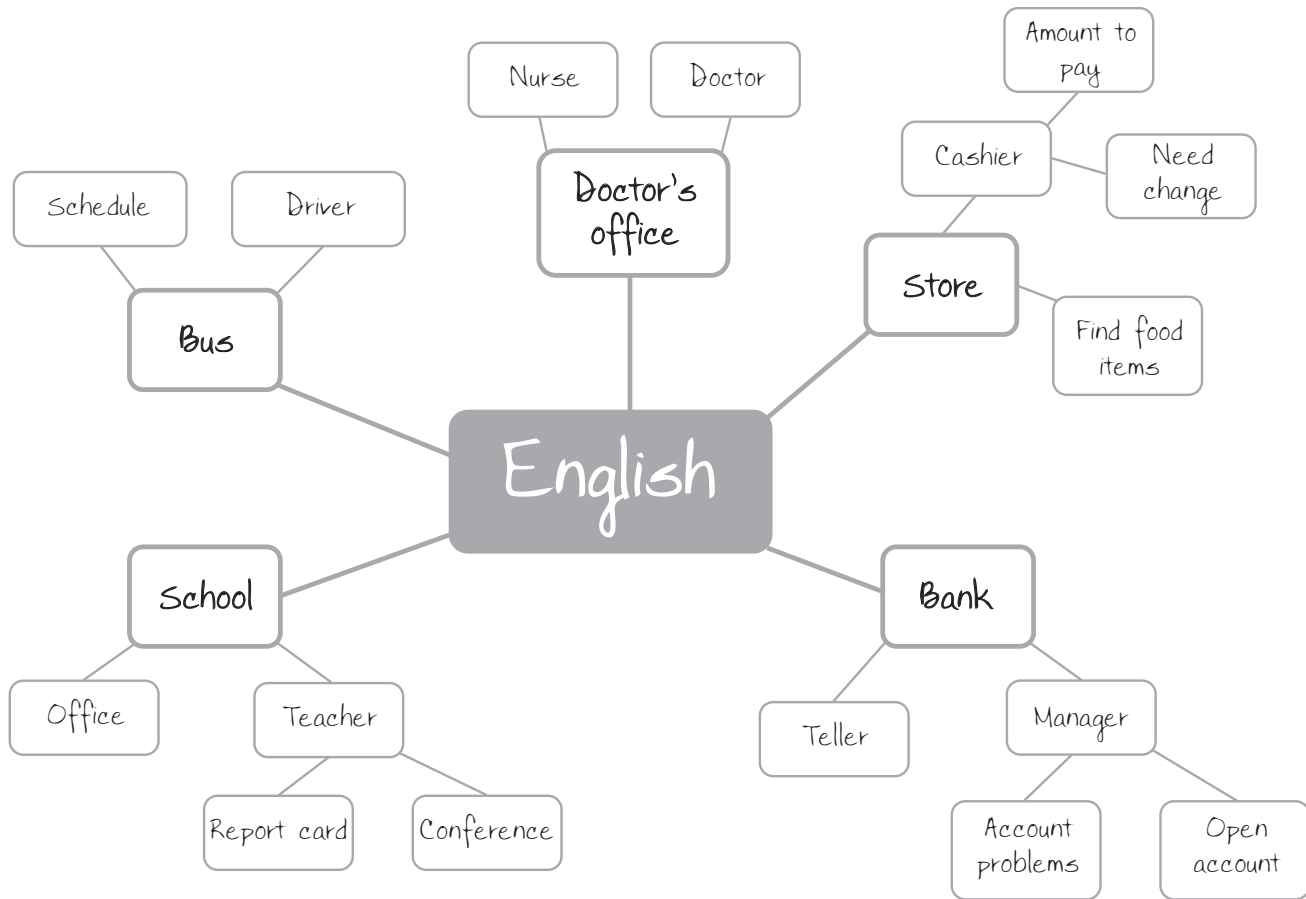 Amount to
pay
Nurse
Doctor
Cashier
Need
change
Schedule
Driver
Doctor's
office
Store
Bus
Find food
items
English
School
Bank
Office
Teacher
Teller
Manager
Report card
Conference
Account
problems
Open
account